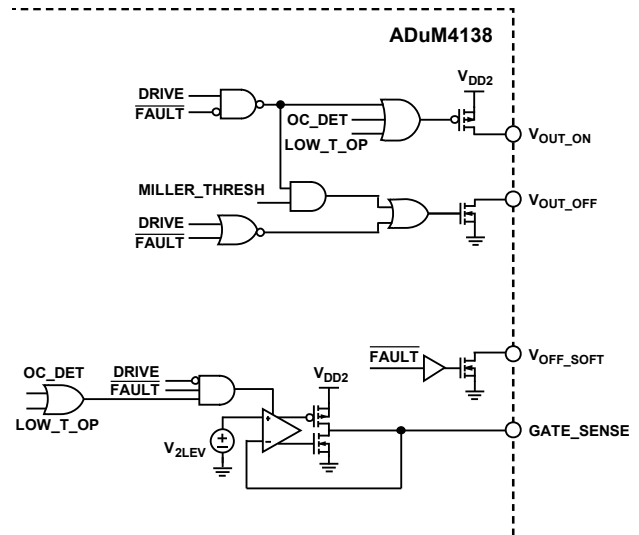 ADuM4138
DRIVE
FAULT
OC_DET
LOW_T_OP
VDD2
VOUT_ON
MILLER_THRESH
VOUT_OFF
DRIVE
FAULT
OC_DET
LOW_T_OP
DRIVE
FAULT
VDD2
FAULT
VOFF_SOFT
V2LEV
+
−
+
−
GATE_SENSE